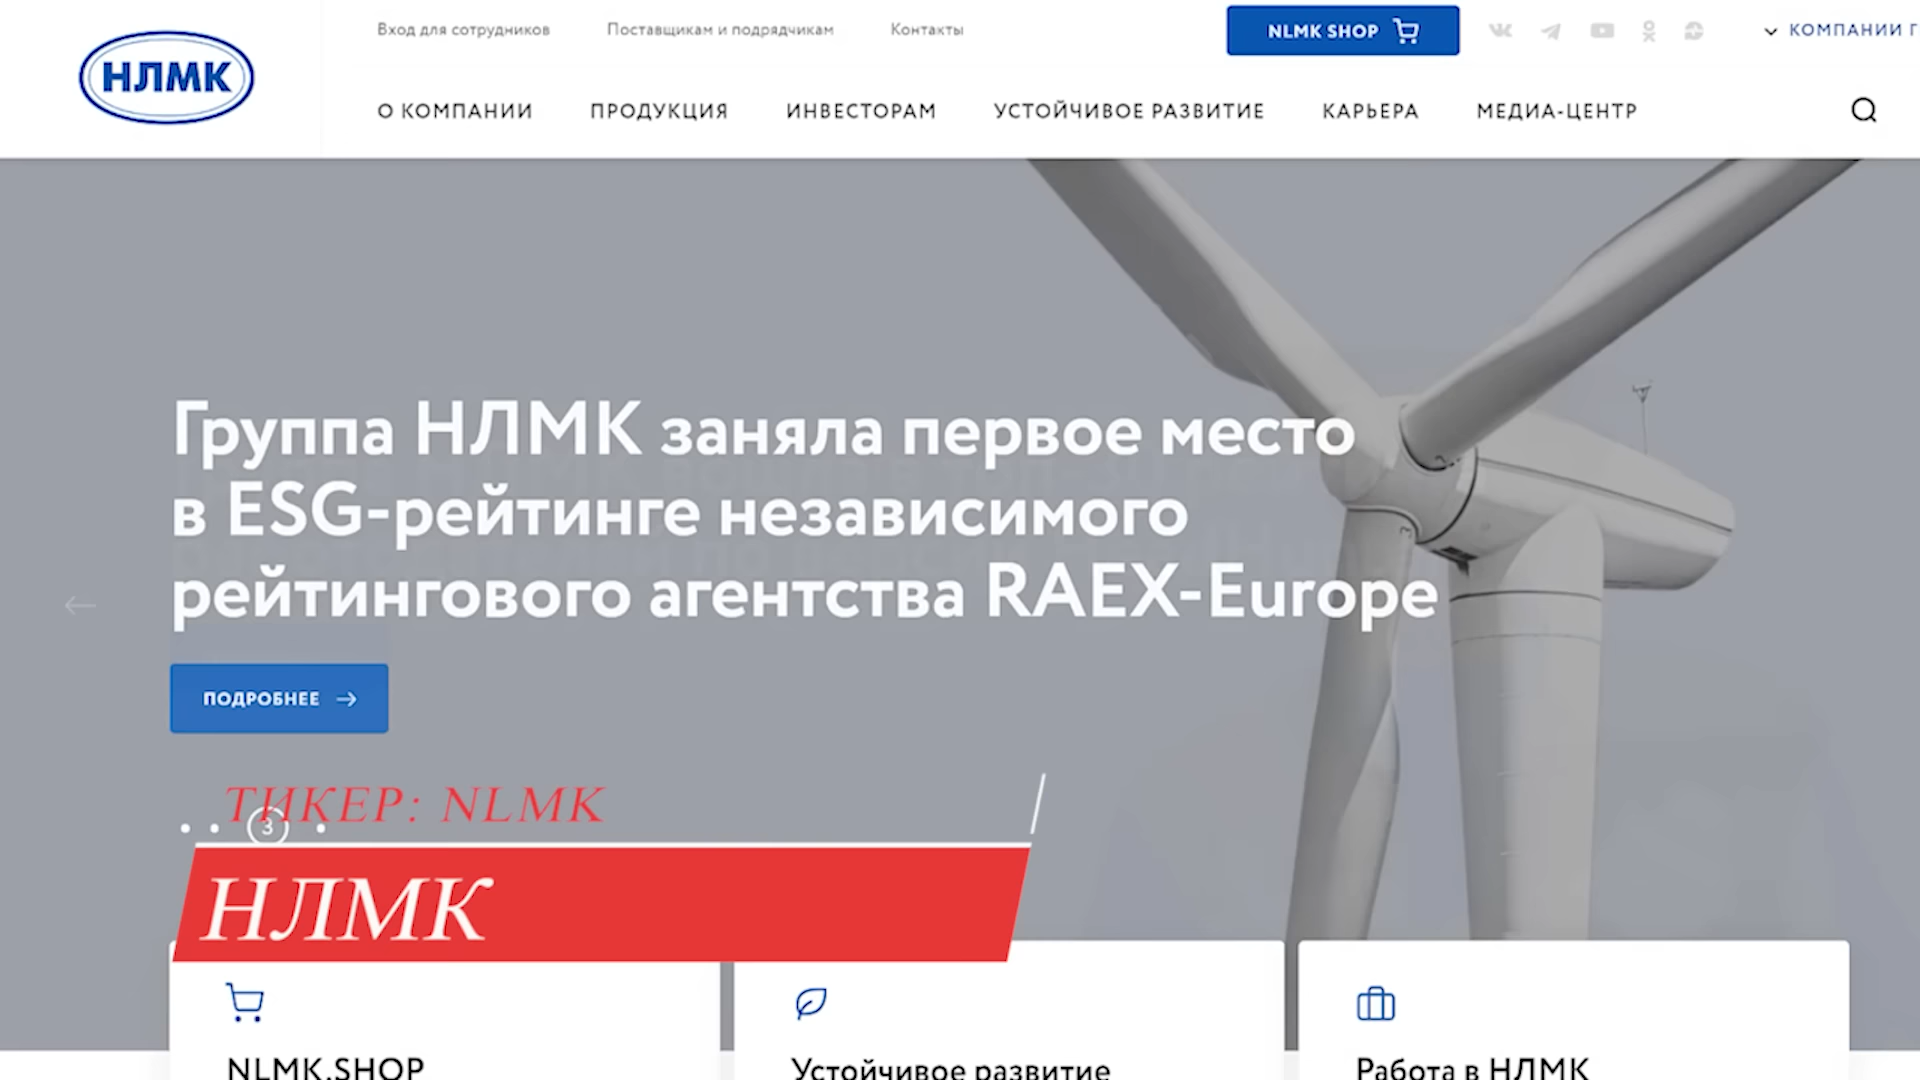 НЛМК
Вход для сотрудников
Поставщикам и подрядчикам
Контакты
NLMK SHOP
КОМПАНИИ Г
О КОМПАНИИ
ПРОДУКЦИЯ
ИНВЕСТОРАМ
УСТОЙЧИВОЕ РАЗВИТИЕ
КАРЬЕРА
МЕДИА-ЦЕНТР
Группа НЛМК заняла первое место
в ESG-рейтинге независимого
рейтингового агентства RAEX-Europe
ПОДРОБНЕЕ
ТИКЕР: NLMK
3
НЛМК
NLMK.SHOP
Устойчивое развитие
Работа в НЛМК